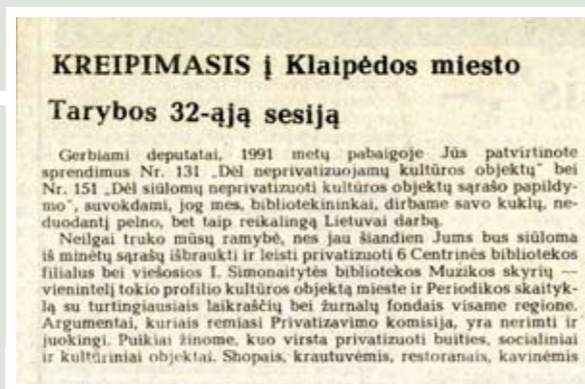 KREIPIMASIS į Klaipėdos miesto
Tarybos 32-ąją sesiją
Gerbiami deputatai, 1991 metų pabaigoje Jūs patvirtinote
sprendimus Nr. 131 „Dėl neprivatizuojamų kultūros objektų" bei
Nr. 151 „Dėl siūlomų neprivatizuoti kultūros objektų sąrašo papildy-
mo", suvokdami, jog mes, bibliotekininkai, dirbame savo kuklų, ne-
duodantį pelno, bet taip reikalingą Lietuvai darbą.
Neilgai truko mūsų ramybė, nes jau šiandien Jums bus siūloma
iš minėtų sąrašų išbraukti ir leisti privatizuoti 6 Centrinės bibliotekos
filialus bei viešosios I. Simonaitytės bibliotekos Muzikos skyrių —
vienintelį tokio profilio kultūros objektą mieste ir Periodikos skaityk-
lą su turtingiausiais laikraščių bei žurnalų fondais visame regione.
Argumentai, kuriais remiasi Privatizavimo komisija, yra nerimti ir
juokingi. Puikiai žinome, kuo virsta privatizuoti buities, socialiniai
ir kultūriniai objektai. Shopais, krautuvėmis, restoranais, kavinėmis